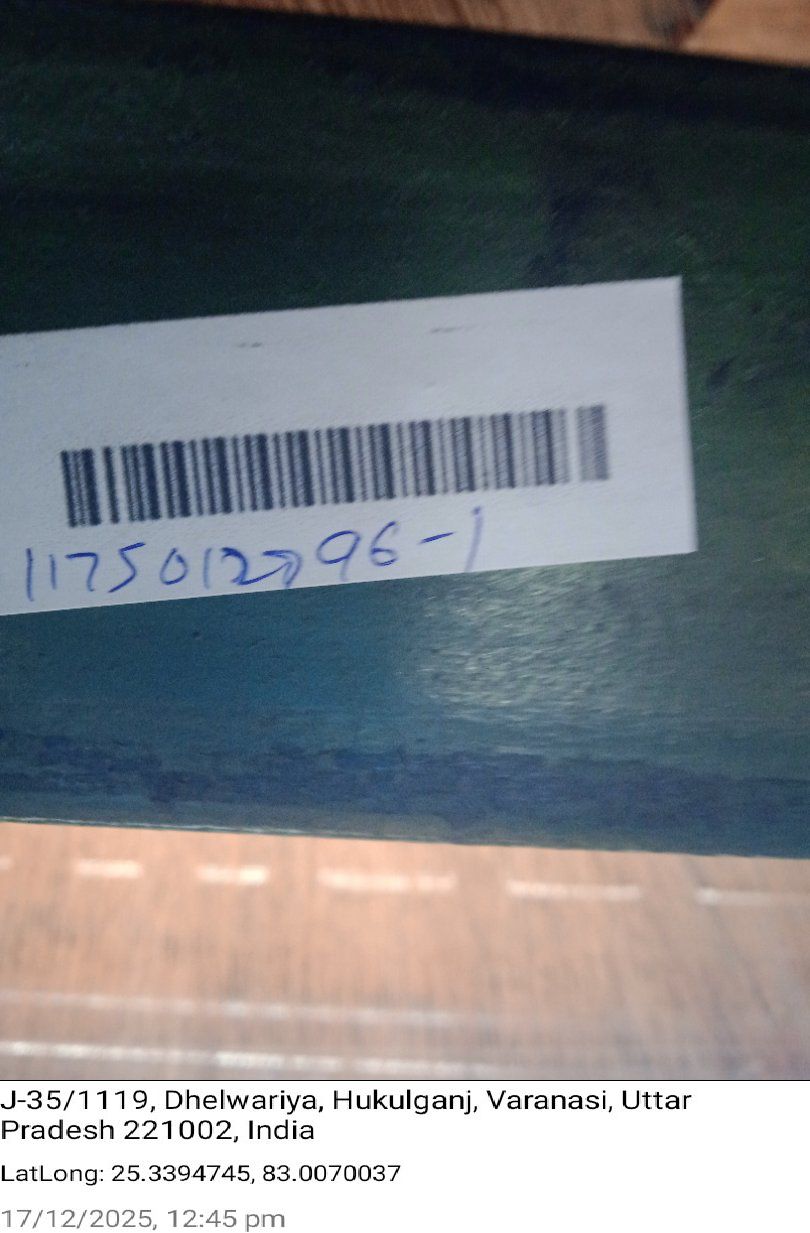 1175012796-1
J-35/1119, Dhelwariya, Hukulganj, Varanasi, Uttar
Pradesh 221002, India
LatLong: 25.3394745, 83.0070037
17/12/2025, 12:45 pm